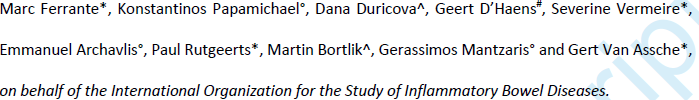 Marc Ferrante*, Konstantinos Papamichael°, Dana Duricova^, Geert D’Haens#, Severine Vermeire*,
Emmanuel Archavlis°, Paul Rutgeerts*, Martin Bortlik^, Gerassimos Mantzaris° and Gert Van Assche*,
on behalf of the International Organization for the Study of Inflammatory Bowel Diseases.